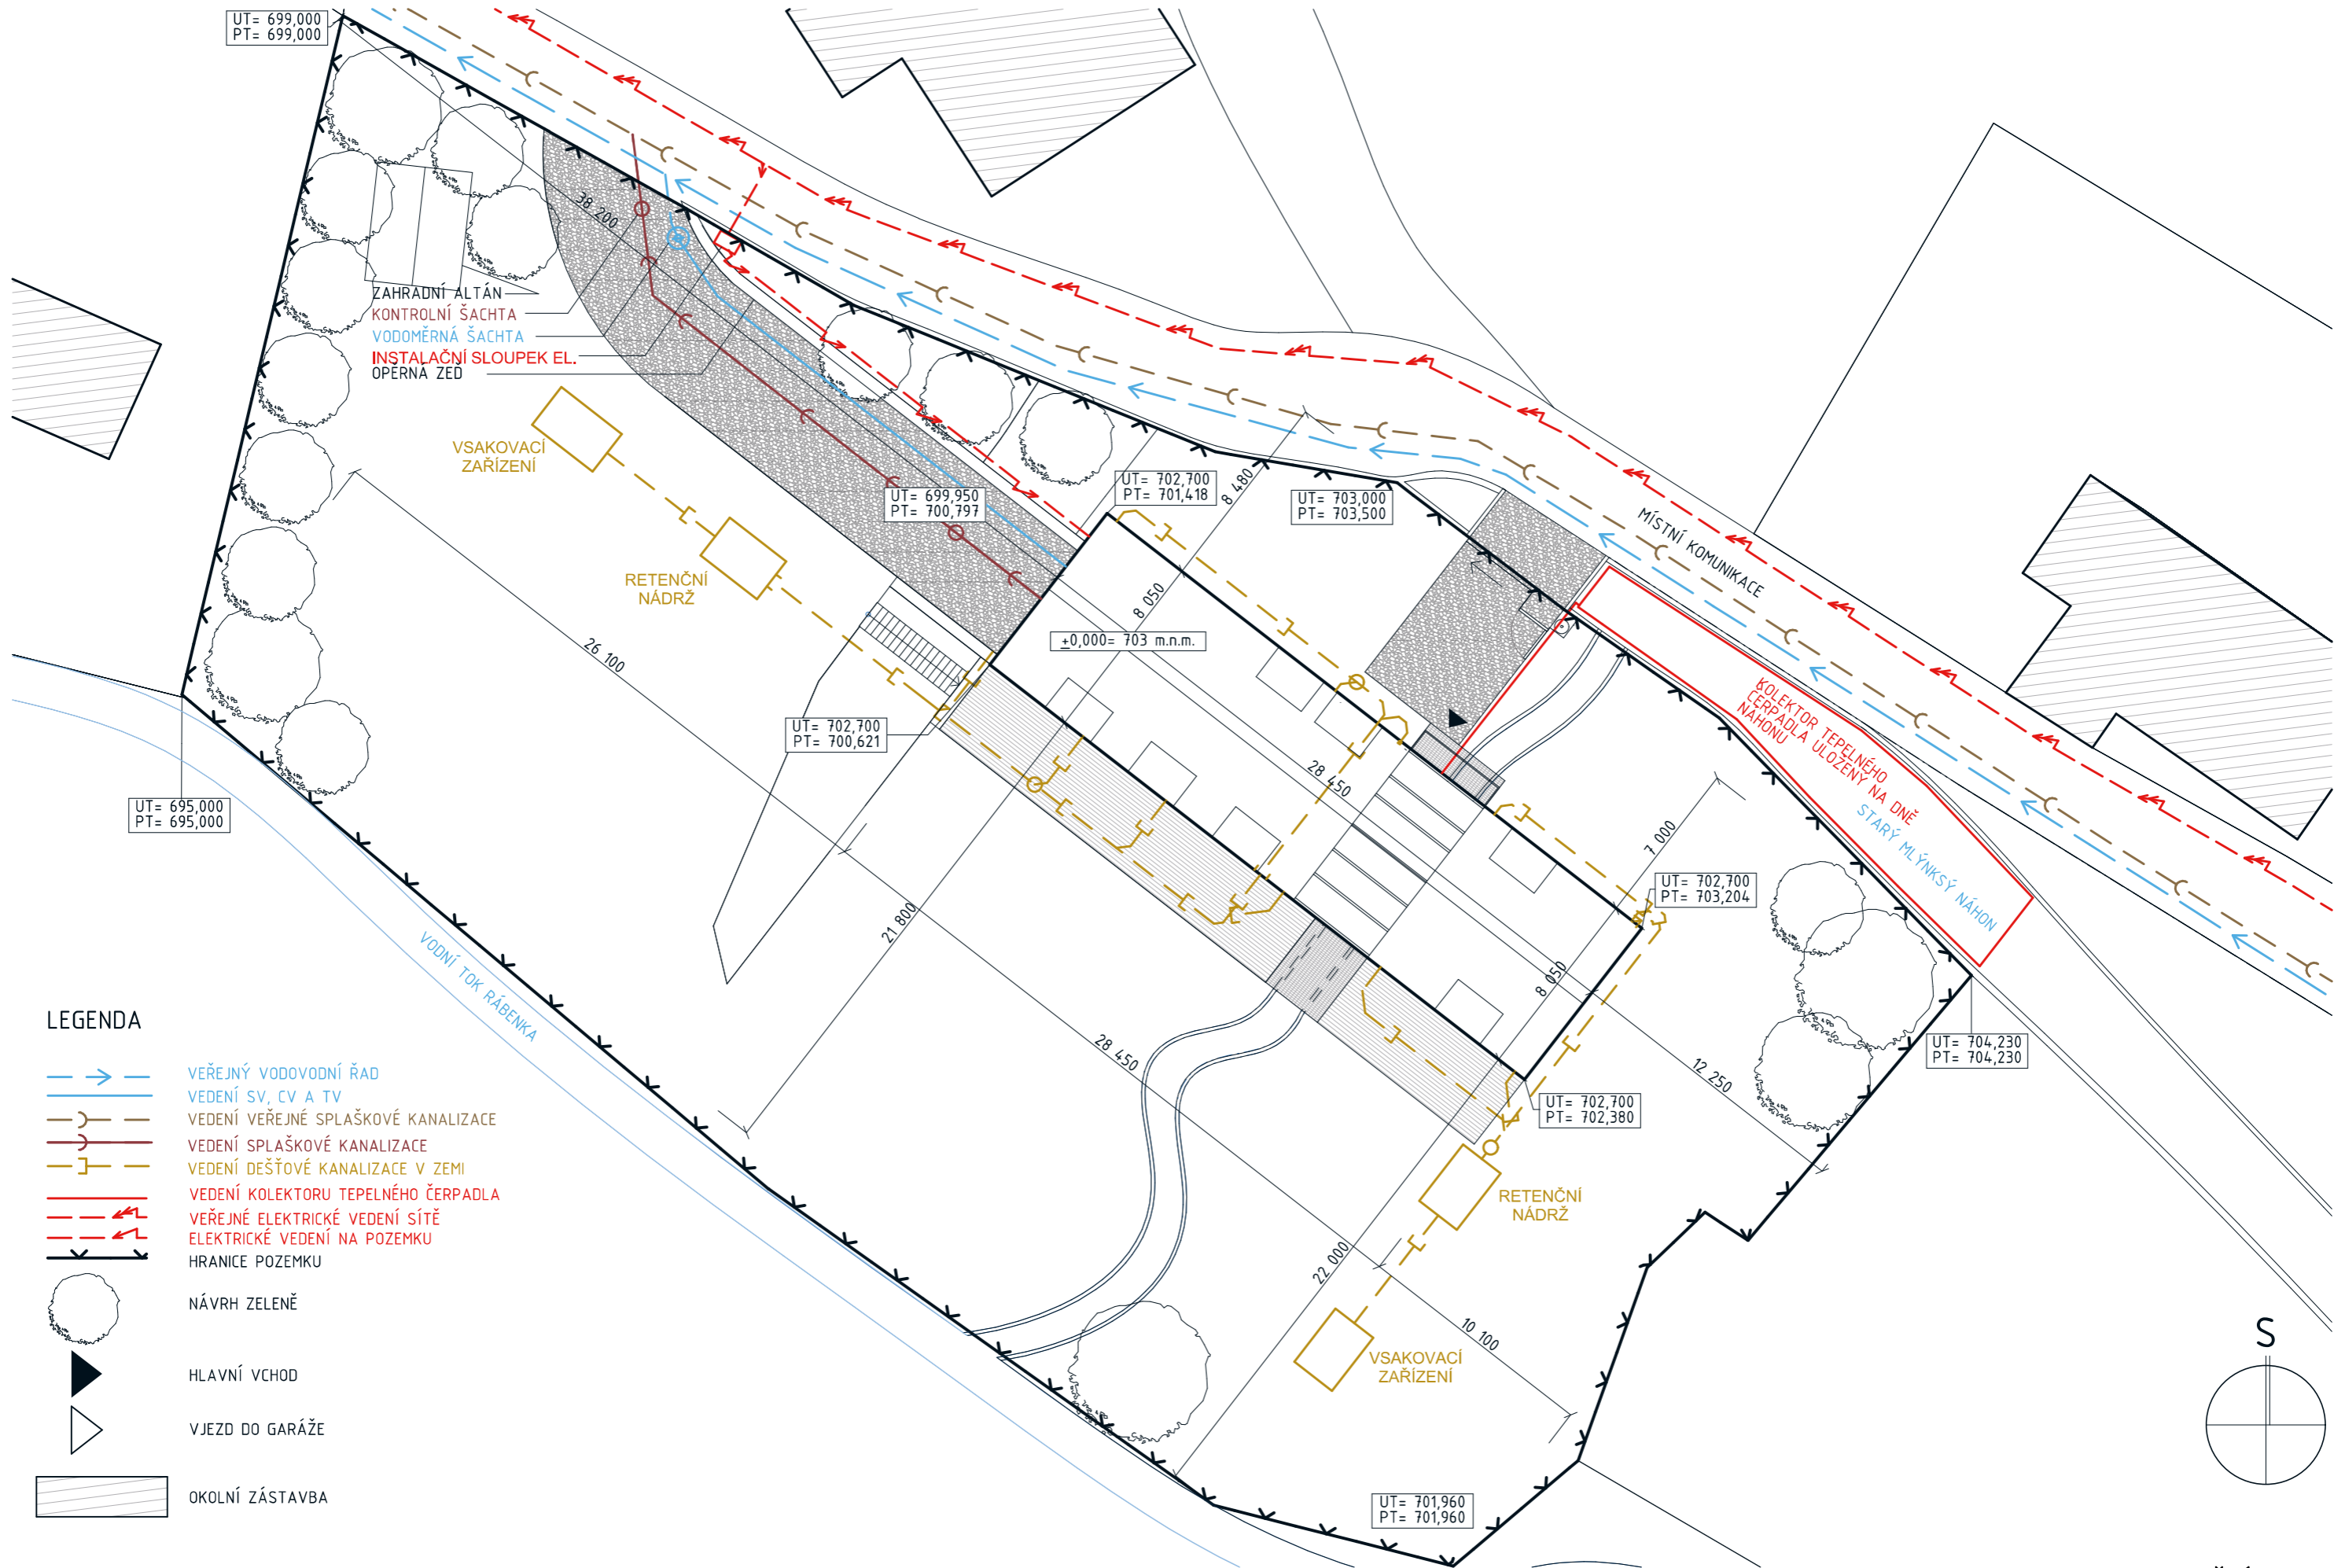 UT= 699,000
PT= 699,000
38 200
ZAHRADNÍ ALTÁN
KONTROLNÍ ŠACHTA
VODOMĚRNÁ ŠACHTA
INSTALAČNÍ SLOUPEK EL.
OPERNÁ ZEĎ
VSAKOVACÍ
ZAŘÍZENÍ
RETENČNÍ
NÁDRŽ
UT= 699,950
PT= 700,797
UT= 702,700
PT= 701,418
8 480
UT= 703,000
PT= 703,500
MÍSTNÍ KOMUNIKACE
8 050
+0,000= 703 m.n.m.
26 100
UT= 702,700
PT= 700,621
28 450
KOLEKTOR TEPELNÉHO
ČERPADLA ULOŽENÝ NA DNĚ
NÁHONU
STARÝ MLÝNKSÝ NÁHON
7 000
UT= 695,000
PT= 695,000
UT= 702,700
PT= 703,204
21 800
VODNÍ TOK RÁBENKA
8 050
28 450
12 250
UT= 704,230
PT= 704,230
UT= 702,700
PT= 702,380
RETENČNÍ
NÁDRŽ
22 000
10 100
VSAKOVACÍ
ZAŘÍZENÍ
UT= 701,960
PT= 701,960
S
LEGENDA
VEŘEJNÝ VODOVODNÍ ŘAD
VEDENÍ SV, CV A TV
VEDENÍ VEŘEJNÉ SPLAŠKOVÉ KANALIZACE
VEDENÍ SPLAŠKOVÉ KANALIZACE
VEDENÍ DEŠŤOVÉ KANALIZACE V ZEMI
VEDENÍ KOLEKTORU TEPELNÉHO ČERPADLA
VEŘEJNÉ ELEKTRICKÉ VEDENÍ SÍTĚ
ELEKTRICKÉ VEDENÍ NA POZEMKU
HRANICE POZEMKU
NÁVRH ZELENĚ
HLAVNÍ VCHOD
VJEZD DO GARÁŽE
OKOLNÍ ZÁSTAVBA